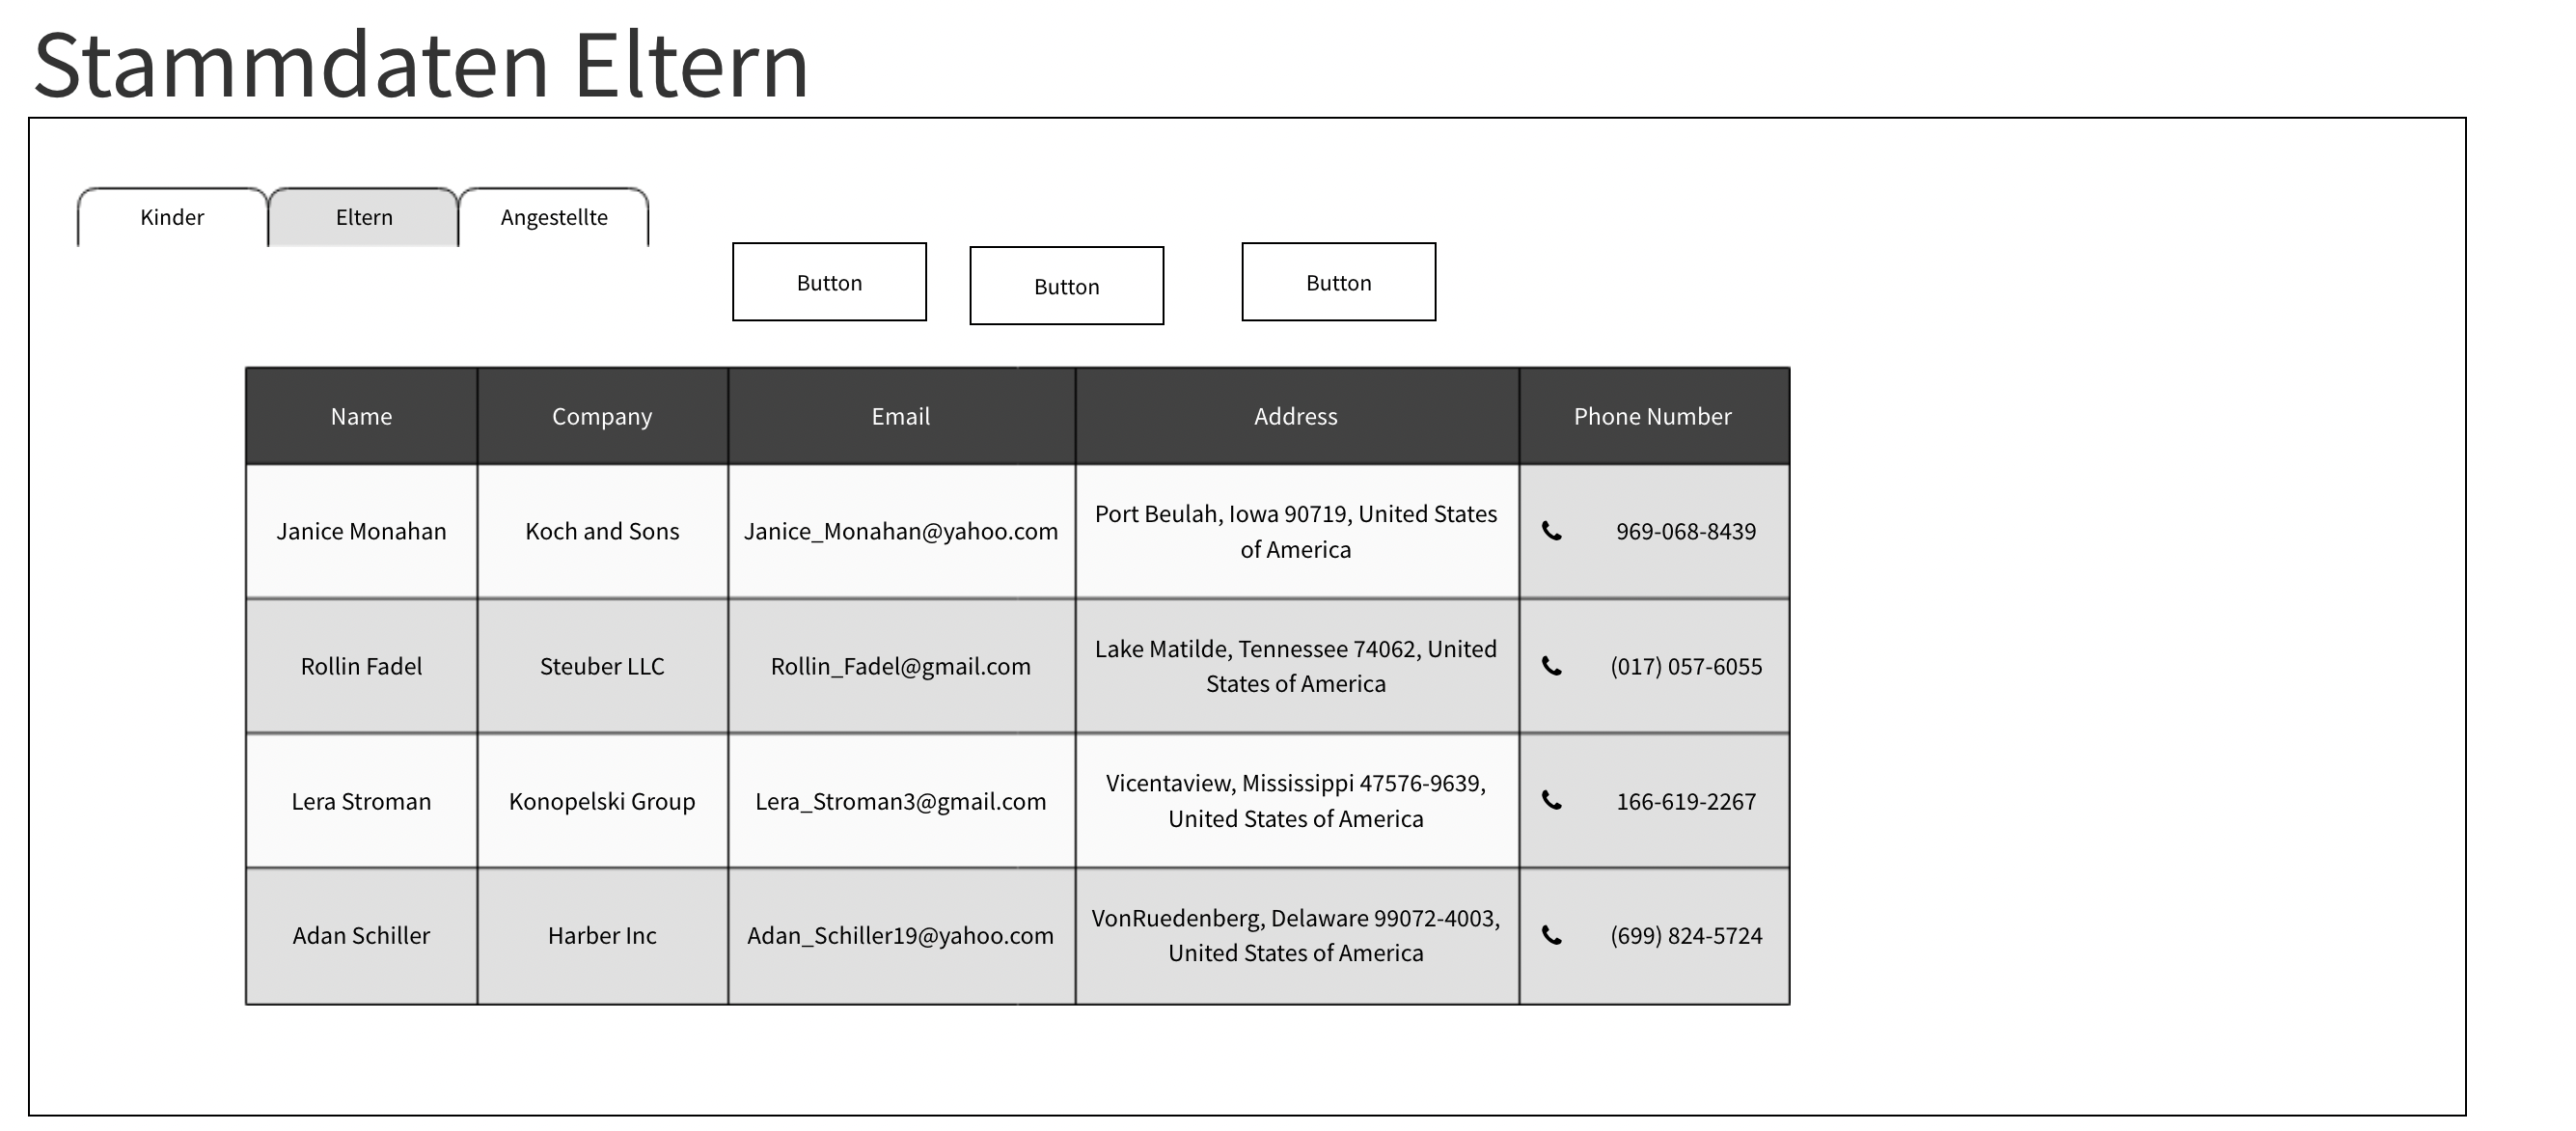 Stammdaten Eltern
Kinder
Eltern
Angestellte
Button
Button
Button
Name
Company
Email
Address
Phone Number
Janice Monahan
Koch and Sons
Janice_Monahan@yahoo.com
Port Beulah, Iowa 90719, United States
of America
969-068-8439
Rollin Fadel
Steuber LLC
Rollin_Fadel@gmail.com
Lake Matilde, Tennessee 74062, United
States of America
(017) 057-6055
Lera Stroman
Konopelski Group
Lera_Stroman3@gmail.com
Vicentaview, Mississippi 47576-9639,
United States of America
166-619-2267
Adan Schiller
Harber Inc
Adan_Schiller19@yahoo.com
VonRuedenberg, Delaware 99072-4003,
United States of America
(699) 824-5724